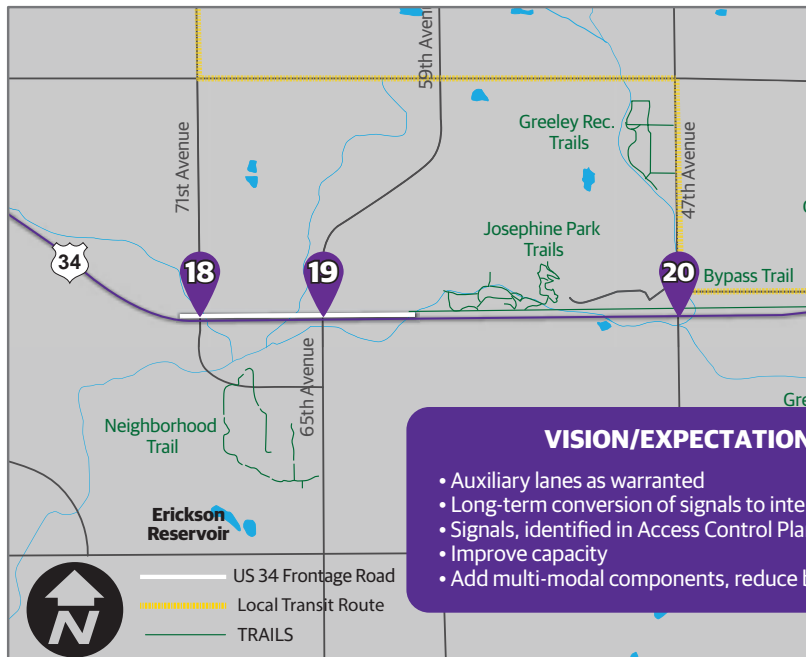 59th Avenu
71st Avenue
Greeley Rec.
Trails
47th Avenue
Josephine Park
Trails
34
18
19
20
Bypass Trail
65th Avenue
Neighborhood
Trail
Gre
VISION/EXPECTATION
• Auxiliary lanes as warranted
• Long-term conversion of signals to inte
• Signals, identified in Access Control Pla
• Improve capacity
• Add multi-modal components, reduce b
Erickson
Reservoir
N
US 34 Frontage Road
Local Transit Route
TRAILS